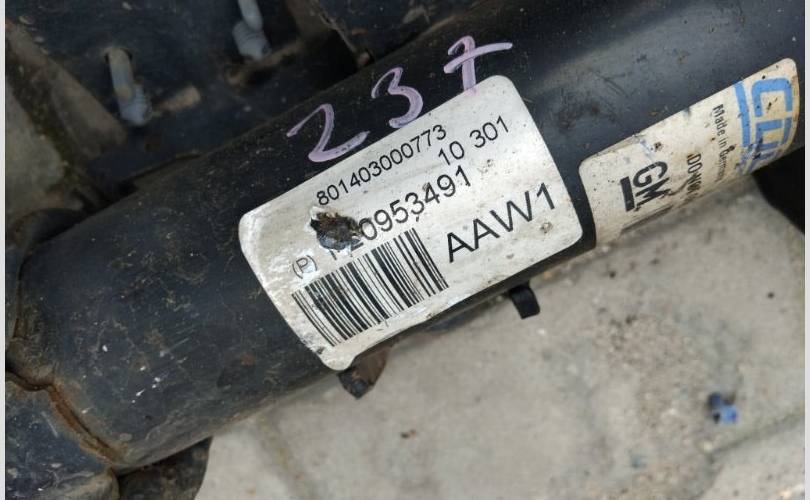 237
801403000773
10 301
20953491
(P)
AAW1
Made in Germany
GM